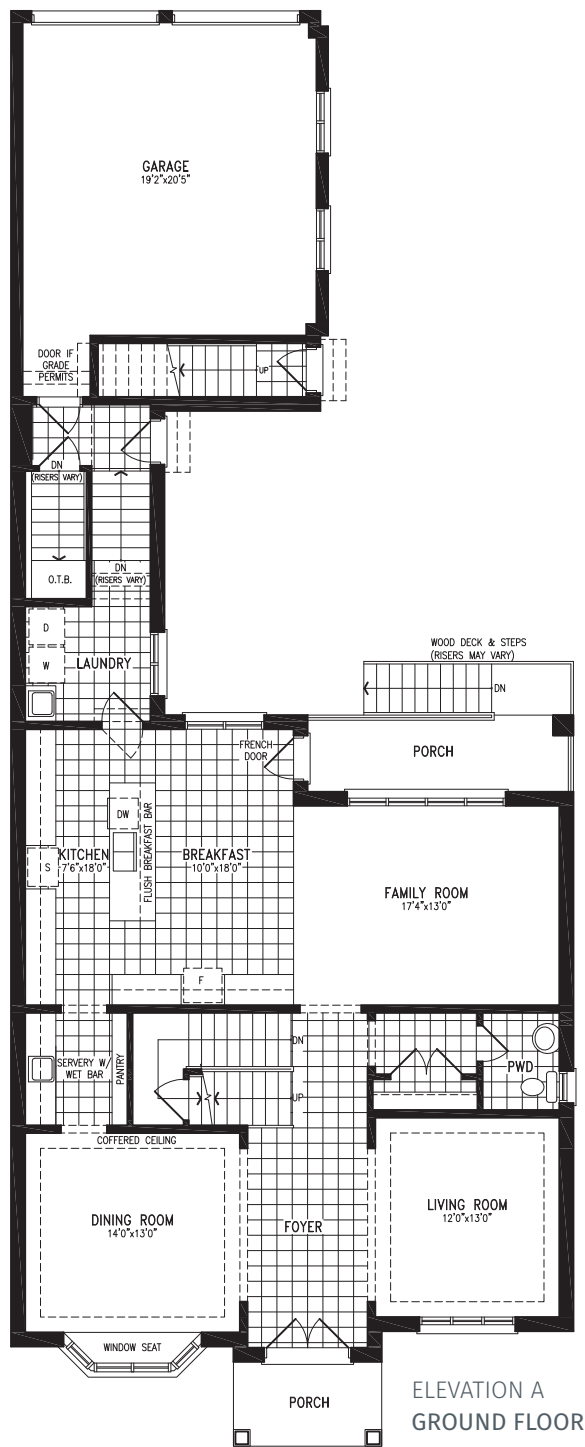 GARAGE
19'2"x20'5"
DOOR IF
GRADE
PERMITS
UP
DN
(RISERS VARY)
DN
(RISERS VARY)
O.T.B.
D
W
LAUNDRY
WOOD DECK & STEPS
(RISERS MAY VARY)
DN
FRENCH
DOOR
PORCH
DW
FLUSH BREAKFAST BAR
KITCHEN
7'6"x18'0"
S
BREAKFAST
10'0"x18'0"
FAMILY ROOM
17'4"x13'0"
F
DN
SERVERY W/
WET BAR
PANTRY
PWD
UP
COFFERED CEILING
DINING ROOM
14'0"x13'0"
FOYER
LIVING ROOM
12'0"x13'0"
WINDOW SEAT
PORCH
ELEVATION A
GROUND FLOOR